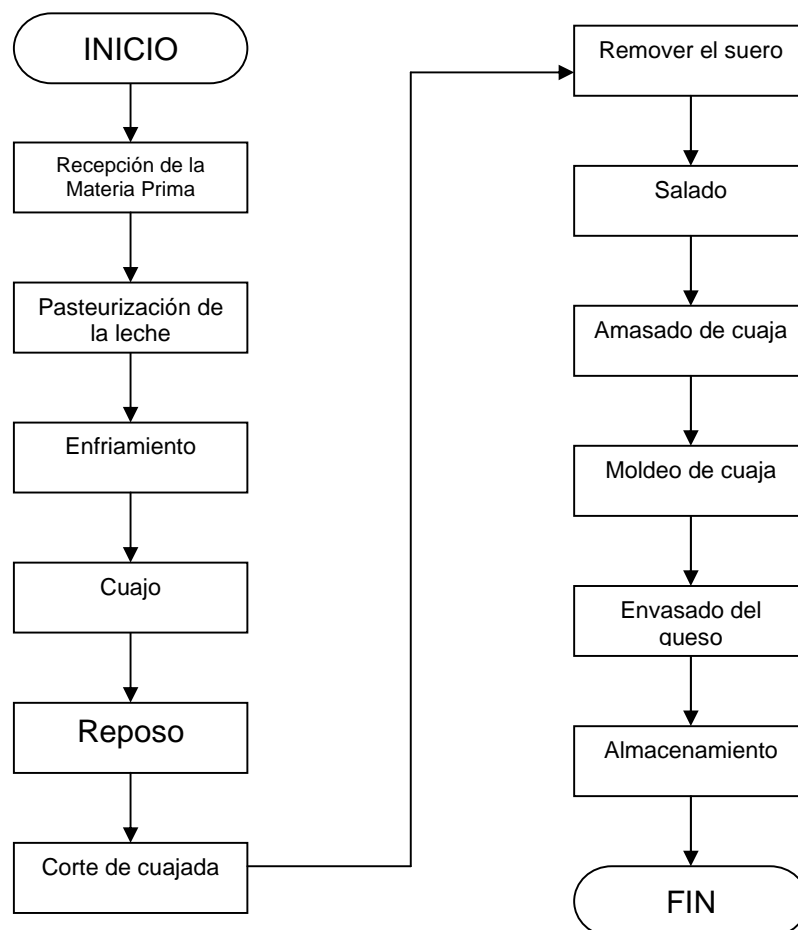 INICIO
Recepción de la
Materia Prima
Pasteurización de
la leche
Enfriamiento
Cuajo
Reposo
Corte de cuajada
Remover el suero
Salado
Amasado de cuaja
Moldeo de cuaja
Envasado del
queso
Almacenamiento
FIN